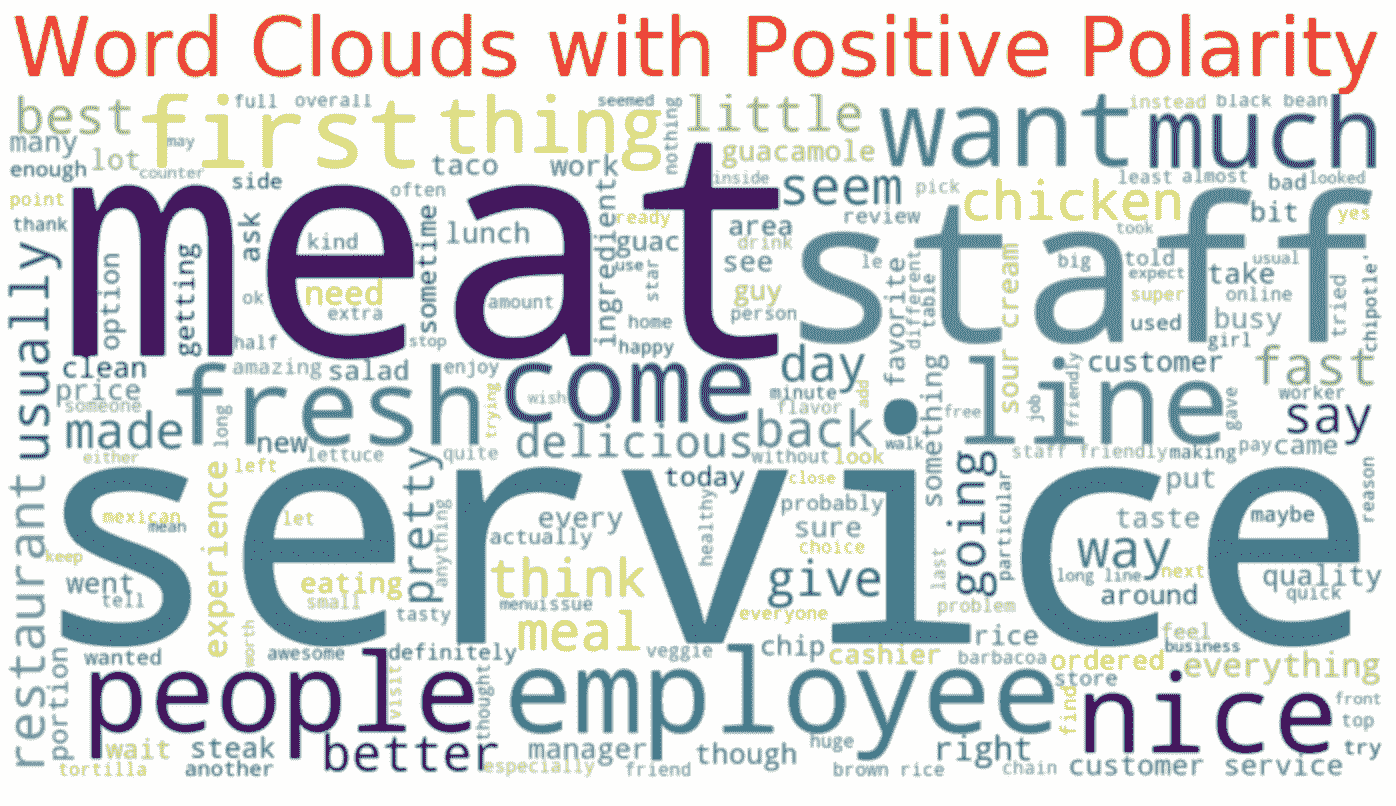 Word Clouds with Positive Polarity
best first full overall thing seemed nothing little want instead black bean much
many may lot counter taco work guacamole
enough side often inside seem pick chicken least almost bad looked
point meat staff
thank ask kind ingredient ready area review took bit yes
usually option getting sometime lunch guac see drink le different table cream told big expect usual take
ok need extra amount use star guy person favorite super online tried chipotle'
half stop home happy sour used busy girl
clean amazing salad enjoy come day line friendly customer fast
price someone fresh long trying wish minute flavor add free job gave worker say
made new lettuce quite delicious back walk something staff friendly making pay came
either left pretty without look
restaurant service today close put reason
mexican mean experience let anything every actually healthy probably sure choice going particular last taste maybe
keep went tell eating small tasty think menu issue give everyone problem way long line next around quality quick
worth meal rice feel business
portion wanted awesome definitely veggie chip cashier barbacoa ordered everything store
people visit thought employee find nice front
wait steak better manager though huge right top try
tortilla another especially friend brown rice chain customer service